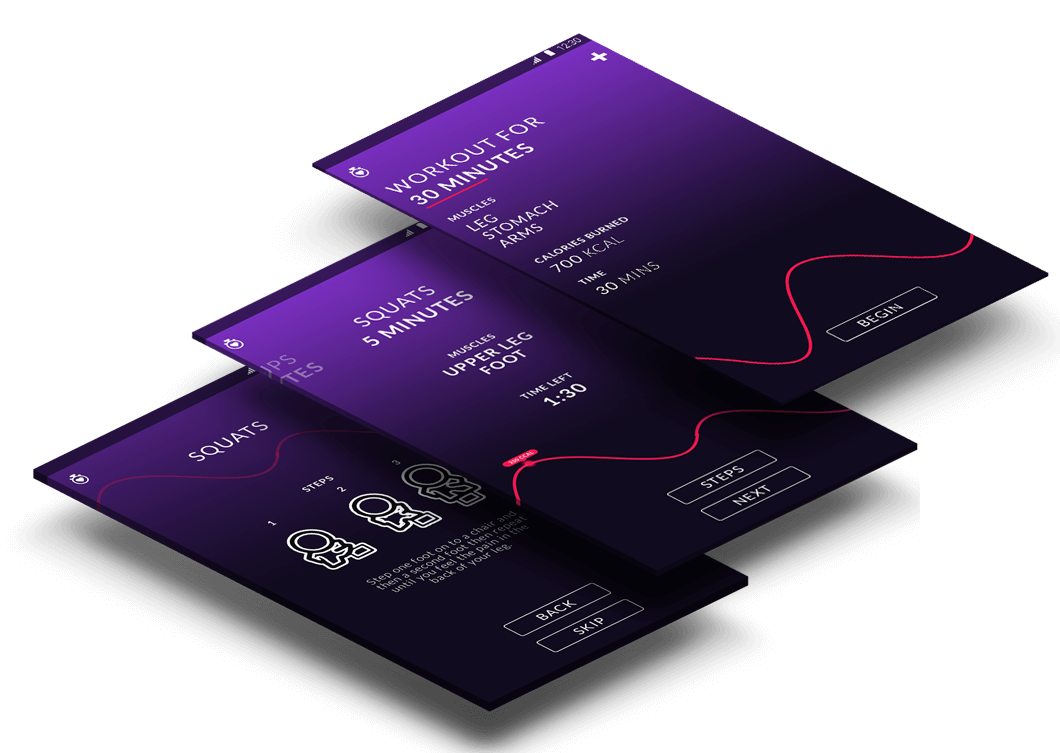 12:30
WORKOUT FOR
30 MINUTES
MUSCLES
LEG
STOMACH
ARMS
CALORIES BURNED
700 KCAL
TIME
30 MINS
BEGIN
SQUATS
5 MINUTES
MUSCLES
UPPER LEG
FOOT
TIME LEFT
1:30
STEPS
NEXT
SQUATS
STEPS
1
2
3
Step one foot on to a chair and
then a second foot then repeat
until you feel the pain in the
back of your leg.
BACK
SKIP